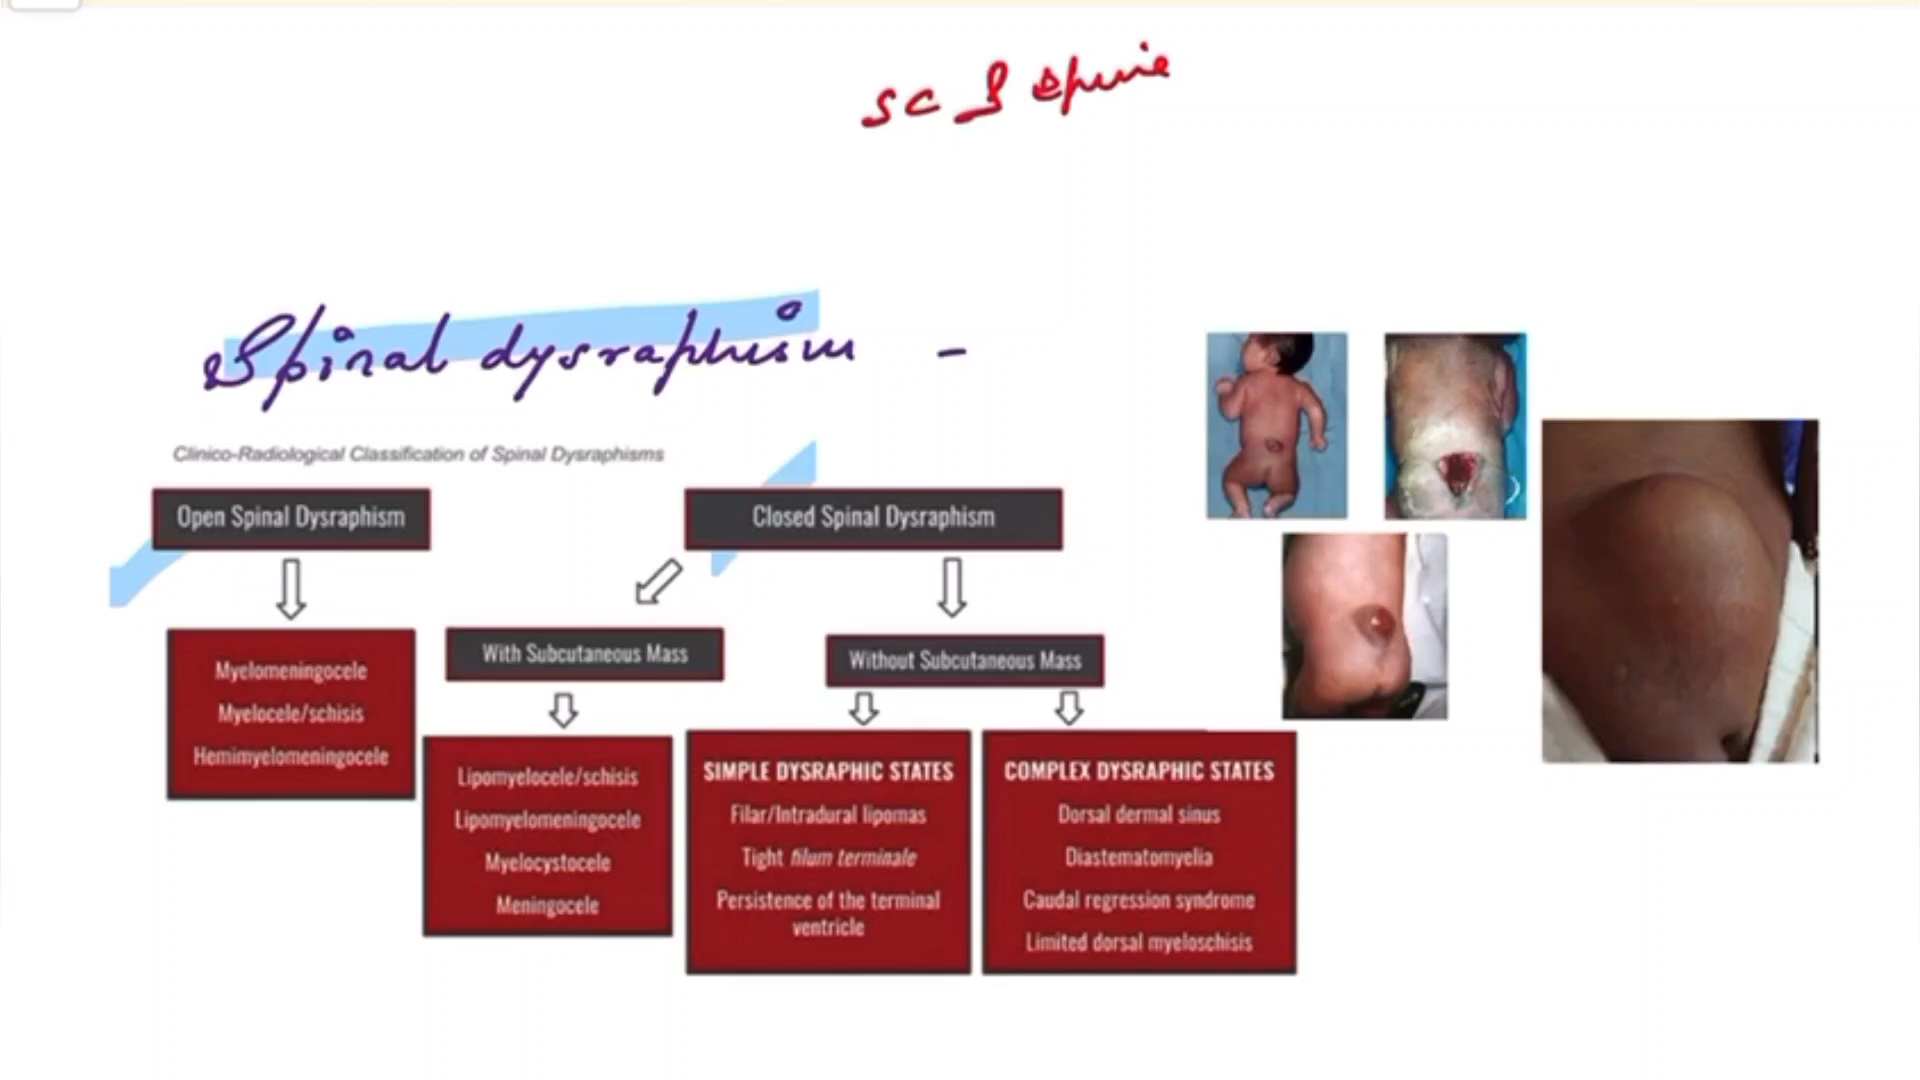 SC & Spine
Spinal dysraphism -
Clinico-Radiological Classification of Spinal Dysraphisms
Open Spinal Dysraphism
Myelomeningocele
Myelocele/schisis
Hemimyelomeningocele
Closed Spinal Dysraphism
With Subcutaneous Mass
Lipomyelocele/schisis
Lipomyelomeningocele
Myelocystocele
Meningocele
Without Subcutaneous Mass
SIMPLE DYSRAPHIC STATES
Filar/Intradural lipomas
Tight filum terminale
Persistence of the terminal
ventricle
COMPLEX DYSRAPHIC STATES
Dorsal dermal sinus
Diastematomyelia
Caudal regression syndrome
Limited dorsal myeloschisis